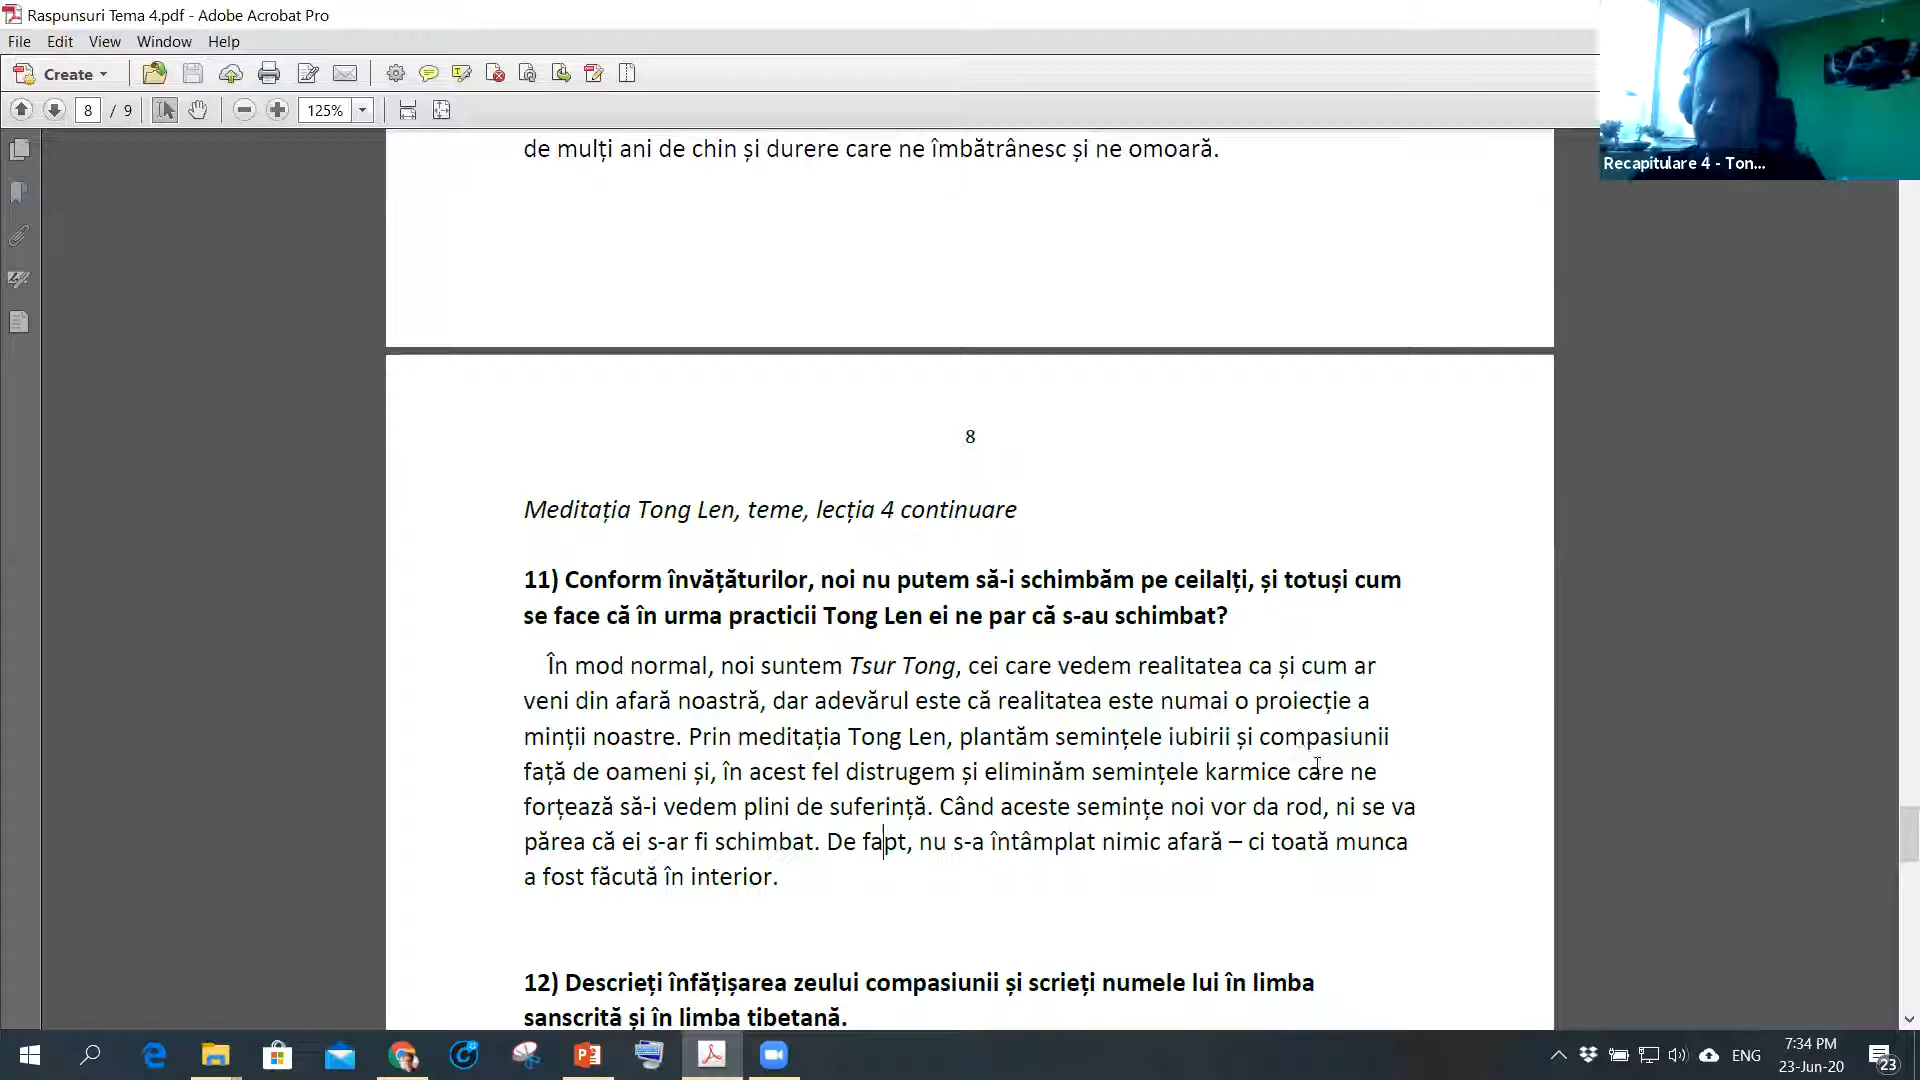 Raspunsuri Tema 4.pdf - Adobe Acrobat Pro
File Edit View Window Help
Create
8 / 9 125%
Recapitulare 4 - Ton...
de mulți ani de chin și durere care ne îmbătrânesc și ne omoară.
8
Meditația Tong Len, teme, lecția 4 continuare
11) Conform învățăturilor, noi nu putem să-i schimbăm pe ceilalți, și totuși cum
se face că în urma practicii Tong Len ei ne par că s-au schimbat?
În mod normal, noi suntem Tsur Tong, cei care vedem realitatea ca și cum ar
veni din afară noastră, dar adevărul este că realitatea este numai o proiecție a
minții noastre. Prin meditația Tong Len, plantăm semințele iubirii și compasiunii
față de oameni și, în acest fel distrugem și eliminăm semințele karmice care ne
forțează să-i vedem plini de suferință. Când aceste semințe noi vor da rod, ni se va
părea că ei s-ar fi schimbat. De fapt, nu s-a întâmplat nimic afară – ci toată munca
a fost făcută în interior.
12) Descrieți înfățișarea zeului compasiunii și scrieți numele lui în limba
sanscrită și în limba tibetană.
ENG
7:34 PM
23-Jun-20
23